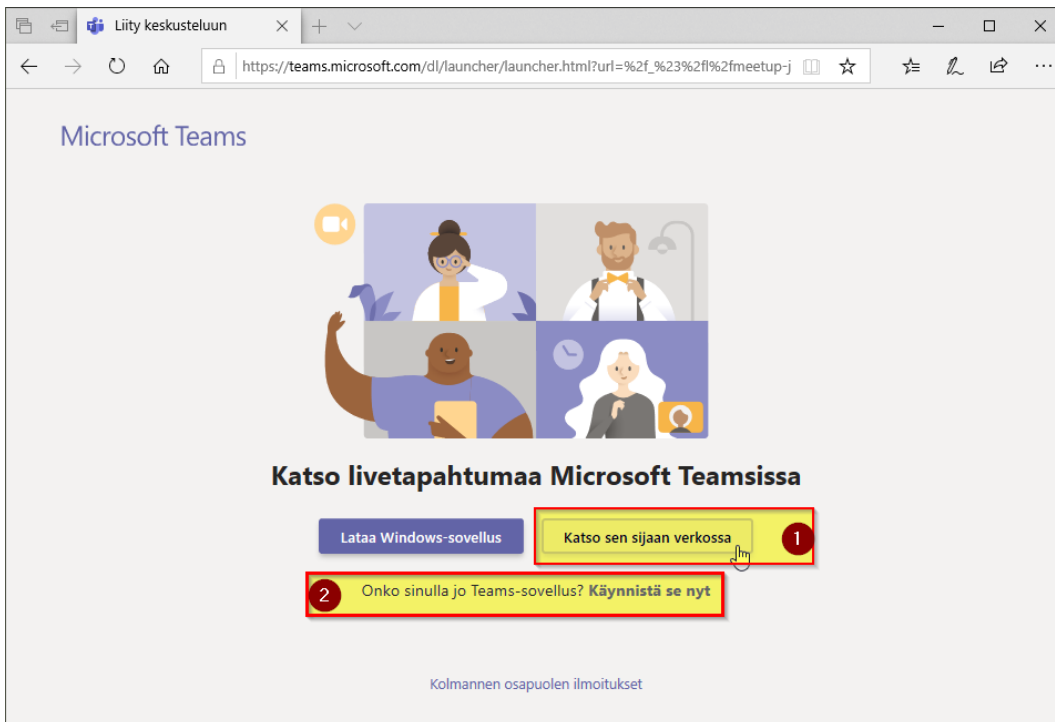 Liity keskusteluun
https://teams.microsoft.com/dl/launcher/launcher.html?url=%2f_%23%2fl%2fmeetup-j
Microsoft Teams
Katso livetapahtumaa Microsoft Teamsissa
Lataa Windows-sovellus
Katso sen sijaan verkossa
1
2
Onko sinulla jo Teams-sovellus? Käynnistä se nyt
Kolmannen osapuolen ilmoitukset